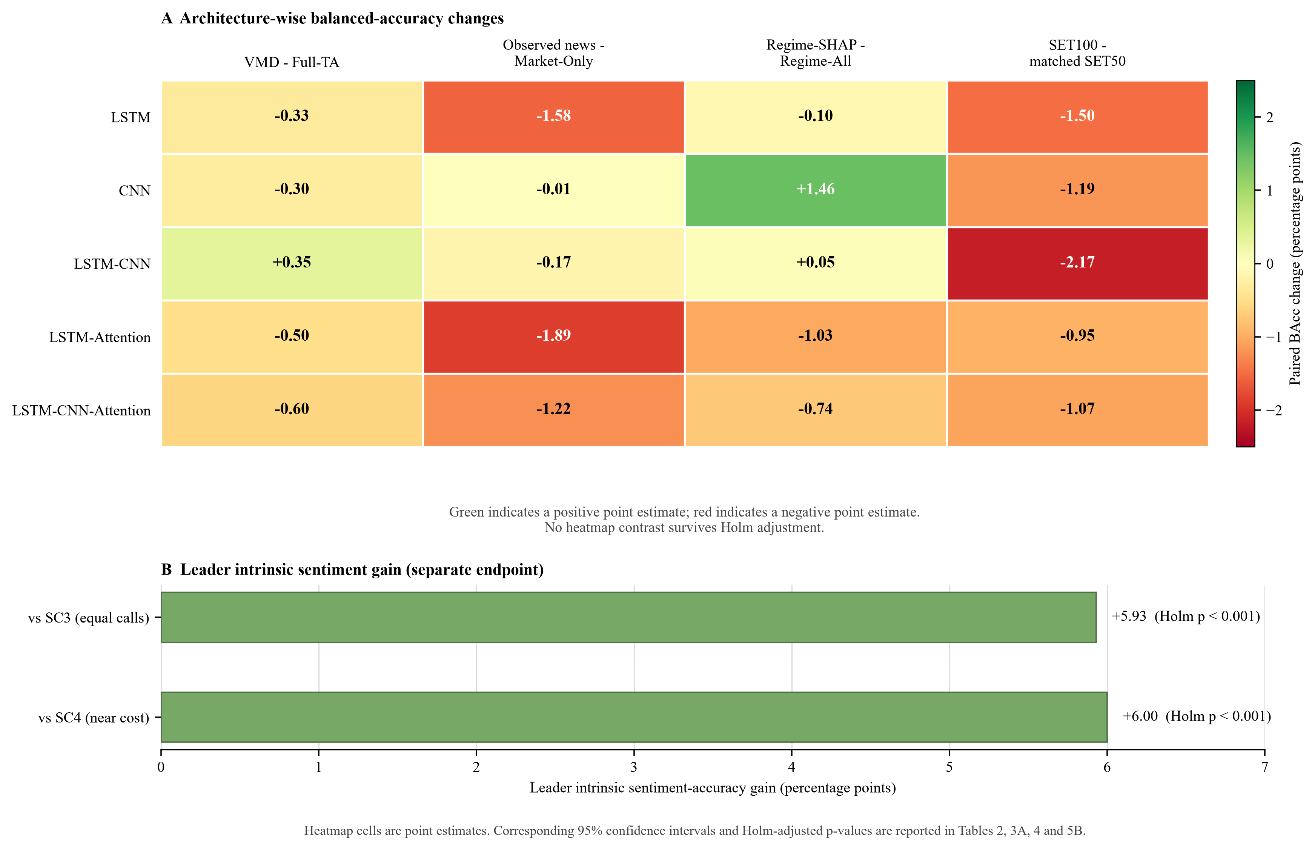 A Architecture-wise balanced-accuracy changes
VMD - Full-TA
Observed news -
Market-Only
Regime-SHAP -
Regime-All
SET100 -
matched SET50
LSTM
-0.33
-1.58
-0.10
-1.50
CNN
-0.30
-0.01
+1.46
-1.19
LSTM-CNN
+0.35
-0.17
+0.05
-2.17
LSTM-Attention
-0.50
-1.89
-1.03
-0.95
LSTM-CNN-Attention
-0.60
-1.22
-0.74
-1.07
2
1
0
−1
−2
Paired BAcc change (percentage points)
Green indicates a positive point estimate; red indicates a negative point estimate.
No heatmap contrast survives Holm adjustment.
B Leader intrinsic sentiment gain (separate endpoint)
vs SC3 (equal calls)
+5.93 (Holm p < 0.001)
vs SC4 (near cost)
+6.00 (Holm p < 0.001)
0 1 2 3 4 5 6 7
Leader intrinsic sentiment-accuracy gain (percentage points)
Heatmap cells are point estimates. Corresponding 95% confidence intervals and Holm-adjusted p-values are reported in Tables 2, 3A, 4 and 5B.